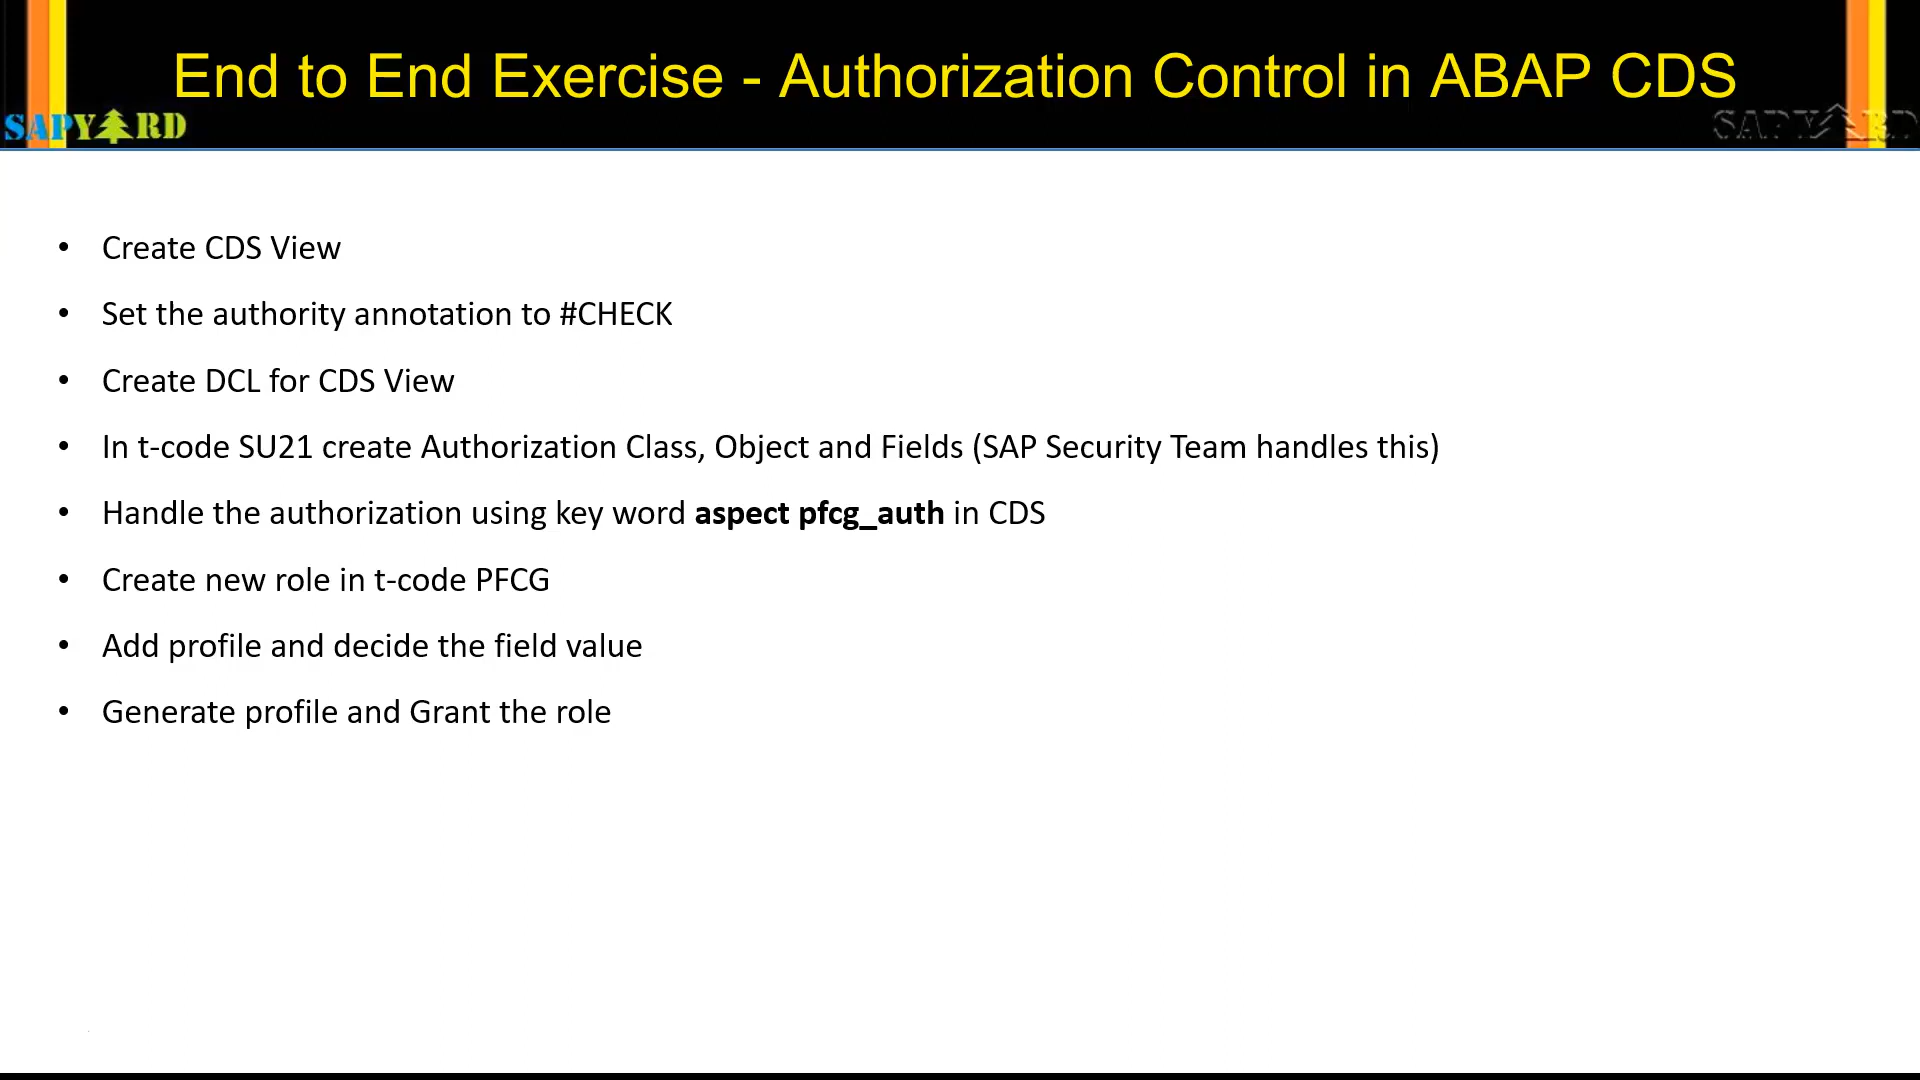 End to End Exercise - Authorization Control in ABAP CDS
SAPYARD
SAPYARD
• Create CDS View
• Set the authority annotation to #CHECK
• Create DCL for CDS View
• In t-code SU21 create Authorization Class, Object and Fields (SAP Security Team handles this)
• Handle the authorization using key word aspect pfcg_auth in CDS
• Create new role in t-code PFCG
• Add profile and decide the field value
• Generate profile and Grant the role